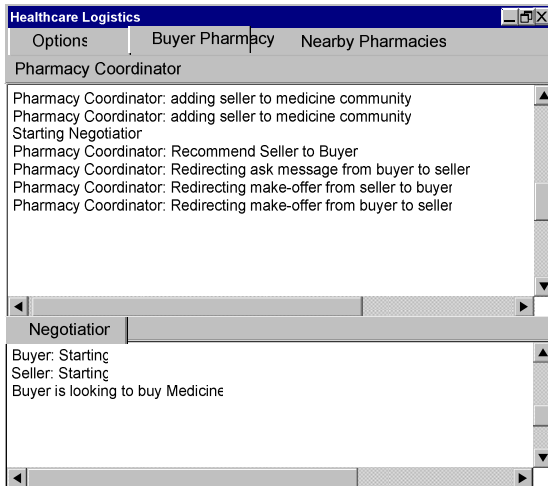 Healthcare Logistics
Options Buyer Pharmacy Nearby Pharmacies
Pharmacy Coordinator
Pharmacy Coordinator: adding seller to medicine community
Pharmacy Coordinator: adding seller to medicine community
Starting Negotiation
Pharmacy Coordinator: Recommend Seller to Buyer
Pharmacy Coordinator: Redirecting ask message from buyer to seller
Pharmacy Coordinator: Redirecting make-offer from seller to buyer
Pharmacy Coordinator: Redirecting make-offer from buyer to seller
Negotiation
Buyer: Starting
Seller: Starting
Buyer is looking to buy Medicine